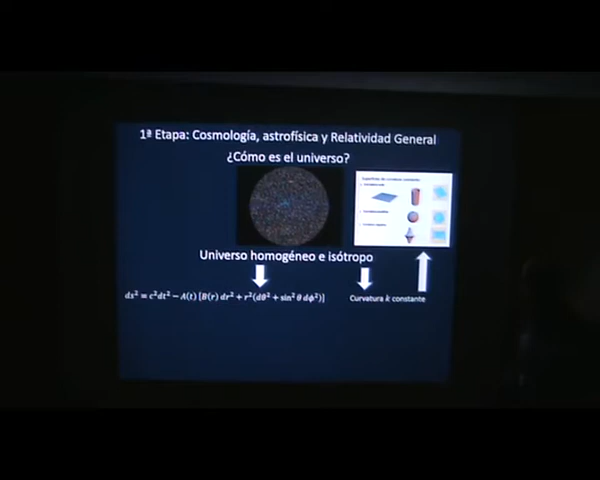 1ª Etapa: Cosmología, astrofísica y Relatividad General
¿Cómo es el universo?
Universo homogéneo e isótropo
ds² = c²dt² − A(t) [B(r) dr² + r²(dθ² + sin² θ dϕ²)]
Curvatura k constante